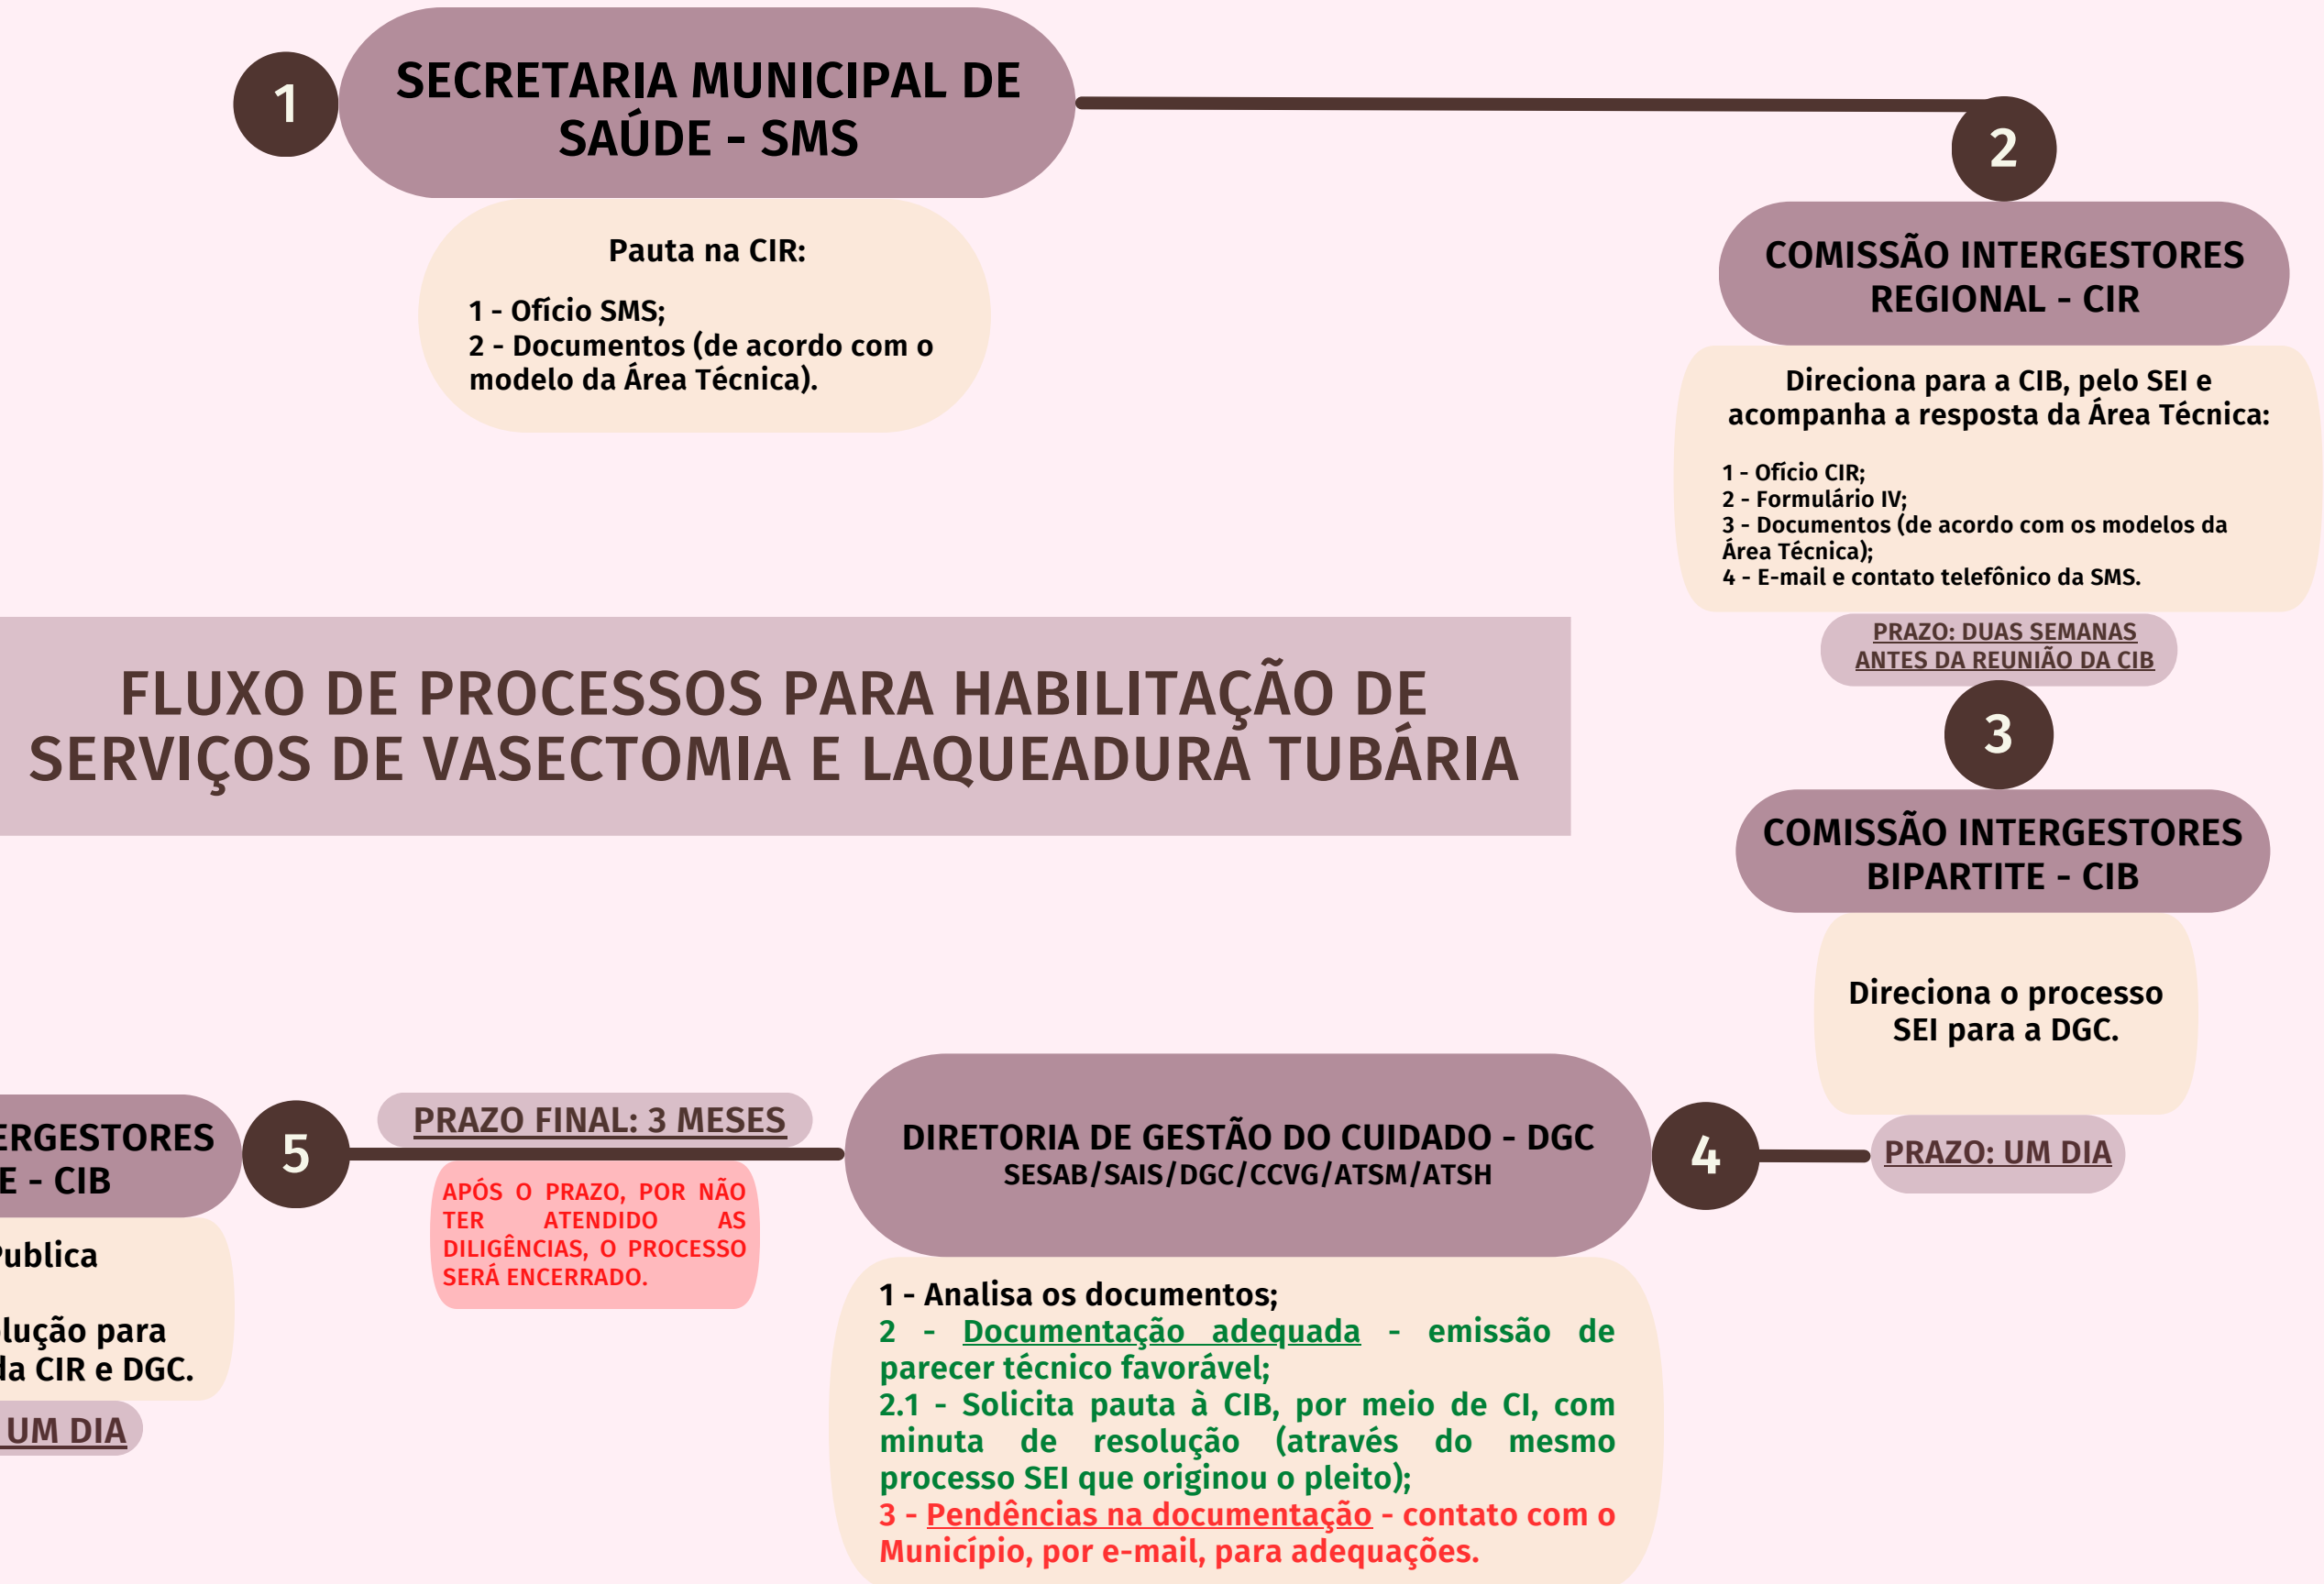 1
SECRETARIA MUNICIPAL DE
SAÚDE - SMS
Pauta na CIR:
1 - Ofício SMS;
2 - Documentos (de acordo com o
modelo da Área Técnica).
2
COMISSÃO INTERGESTORES
REGIONAL - CIR
Direciona para a CIB, pelo SEI e
acompanha a resposta da Área Técnica:
1 - Ofício CIR;
2 - Formulário IV;
3 - Documentos (de acordo com os modelos da
Área Técnica);
4 - E-mail e contato telefônico da SMS.
PRAZO: DUAS SEMANAS
ANTES DA REUNIÃO DA CIB
FLUXO DE PROCESSOS PARA HABILITAÇÃO DE
SERVIÇOS DE VASECTOMIA E LAQUEADURA TUBÁRIA
3
COMISSÃO INTERGESTORES
BIPARTITE - CIB
Direciona o processo
SEI para a DGC.
PRAZO: UM DIA
4
DIRETORIA DE GESTÃO DO CUIDADO - DGC
SESAB/SAIS/DGC/CCVG/ATSM/ATSH
1 - Analisa os documentos;
2 - Documentação adequada - emissão de
parecer técnico favorável;
2.1 - Solicita pauta à CIB, por meio de CI, com
minuta de resolução (através do mesmo
processo SEI que originou o pleito);
3 - Pendências na documentação - contato com o
Município, por e-mail, para adequações.
PRAZO FINAL: 3 MESES
APÓS O PRAZO, POR NÃO
TER ATENDIDO AS
DILIGÊNCIAS, O PROCESSO
SERÁ ENCERRADO.
5
ERGESTORES
E - CIB
Publica
lução para
da CIR e DGC.
UM DIA